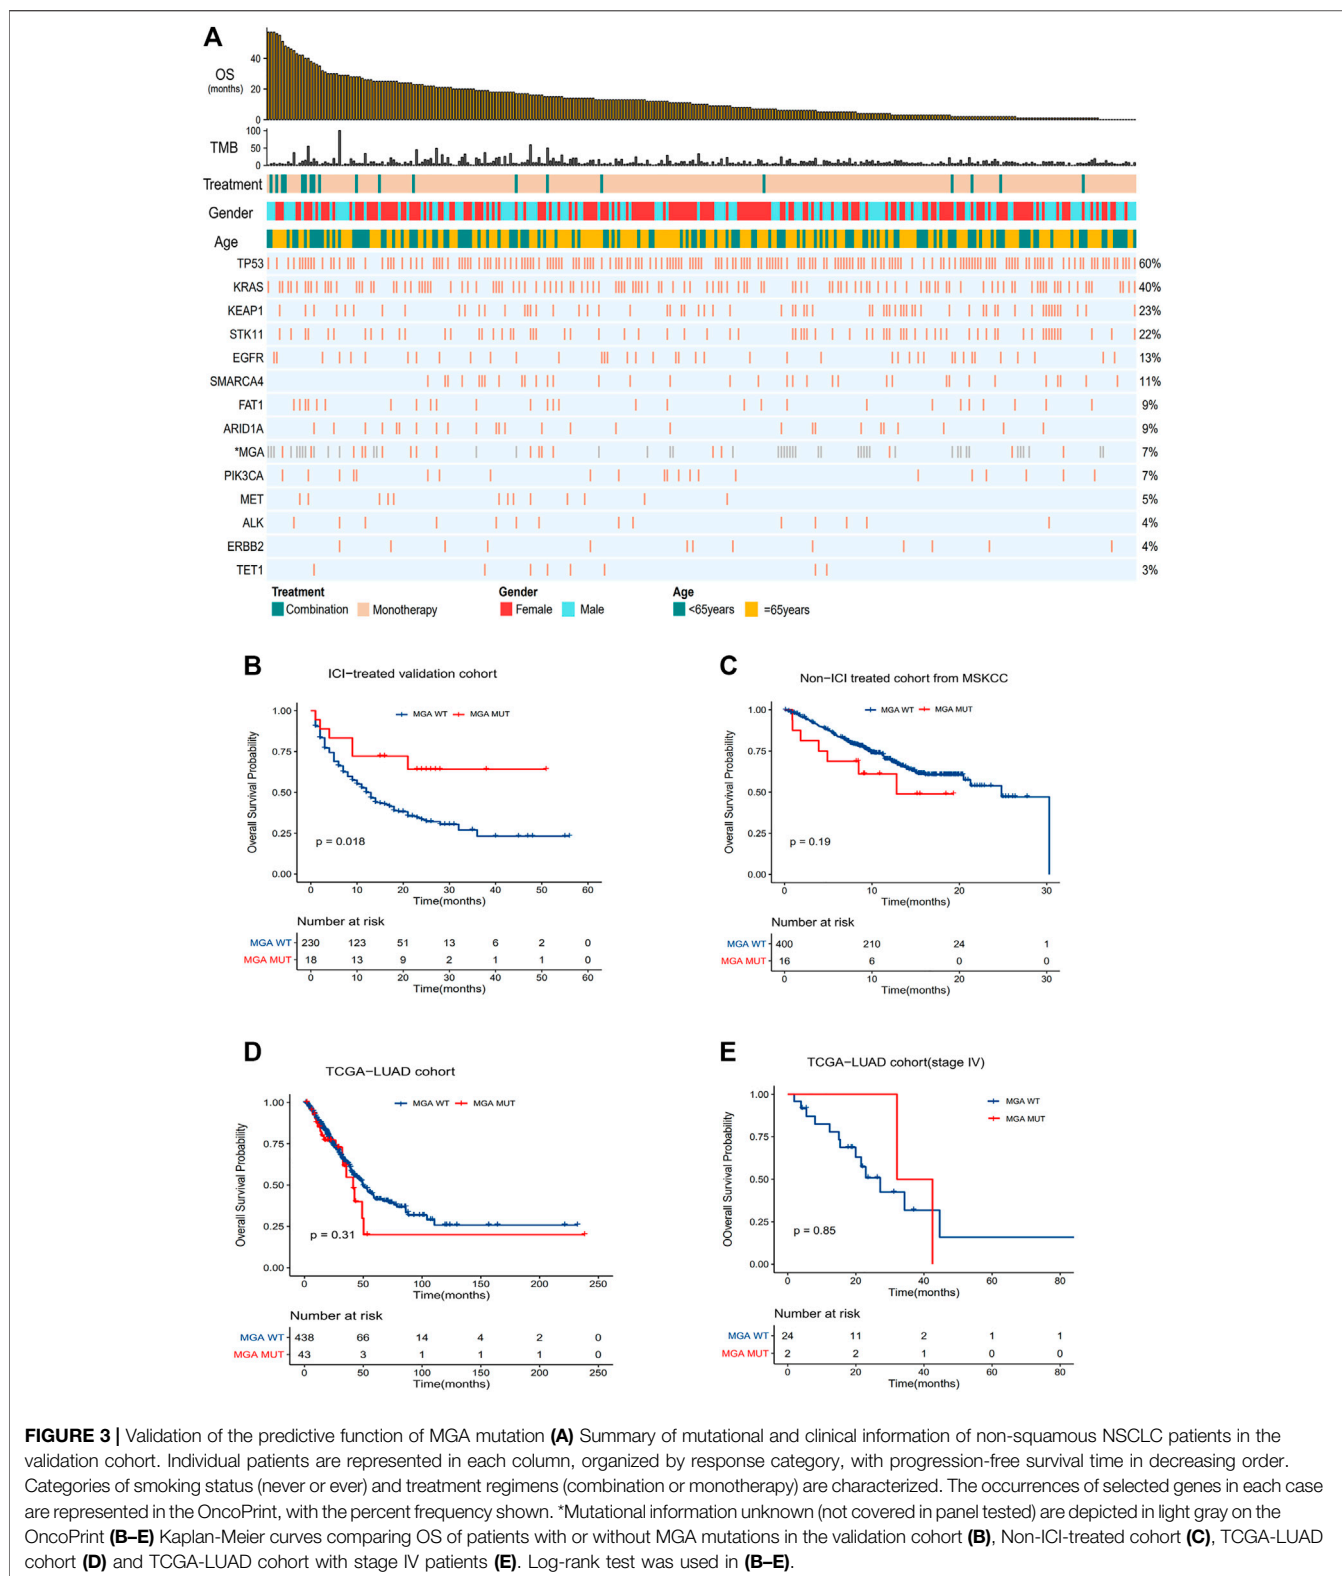 A
OS
(months)
40
20
0
TMB
100
50
0
Treatment
Gender
Age
TP53 60%
KRAS 40%
KEAP1 23%
STK11 22%
EGFR 13%
SMARCA4 11%
FAT1 9%
ARID1A 9%
*MGA 7%
PIK3CA 7%
MET 5%
ALK 4%
ERBB2 4%
TET1 3%
Treatment Gender Age
Combination Monotherapy Female Male <65years =65years
B
ICI-treated validation cohort
MGA WT MGA MUT
Overall Survival Probability
1.00
0.75
0.50
0.25
0.00
p = 0.018
0 10 20 30 40 50 60
Time(months)
Number at risk
MGA WT 230 123 51 13 6 2 0
MGA MUT 18 13 9 2 1 1 0
0 10 20 30 40 50 60
Time(months)
C
Non-ICI treated cohort from MSKCC
MGA WT MGA MUT
Overall Survival Probability
1.00
0.75
0.50
0.25
0.00
p = 0.19
0 10 20 30
Time(months)
Number at risk
MGA WT 400 210 24 1
MGA MUT 16 6 0 0
0 10 20 30
Time(months)
D
TCGA-LUAD cohort
MGA WT MGA MUT
Overall Survival Probability
1.00
0.75
0.50
0.25
0.00
p = 0.31
0 50 100 150 200 250
Time(months)
Number at risk
MGA WT 438 66 14 4 2 0
MGA MUT 43 3 1 1 1 0
0 50 100 150 200 250
Time(months)
E
TCGA-LUAD cohort(stage IV)
MGA WT
MGA MUT
OOverall Survival Probability
1.00
0.75
0.50
0.25
0.00
p = 0.85
0 20 40 60 80
Time(months)
Number at risk
MGA WT 24 11 2 1 1
MGA MUT 2 2 1 0 0
0 20 40 60 80
Time(months)
FIGURE 3 | Validation of the predictive function of MGA mutation (A) Summary of mutational and clinical information of non-squamous NSCLC patients in the
validation cohort. Individual patients are represented in each column, organized by response category, with progression-free survival time in decreasing order.
Categories of smoking status (never or ever) and treatment regimens (combination or monotherapy) are characterized. The occurrences of selected genes in each case
are represented in the OncoPrint, with the percent frequency shown. *Mutational information unknown (not covered in panel tested) are depicted in light gray on the
OncoPrint (B–E) Kaplan-Meier curves comparing OS of patients with or without MGA mutations in the validation cohort (B), Non-ICI-treated cohort (C), TCGA-LUAD
cohort (D) and TCGA-LUAD cohort with stage IV patients (E). Log-rank test was used in (B–E).